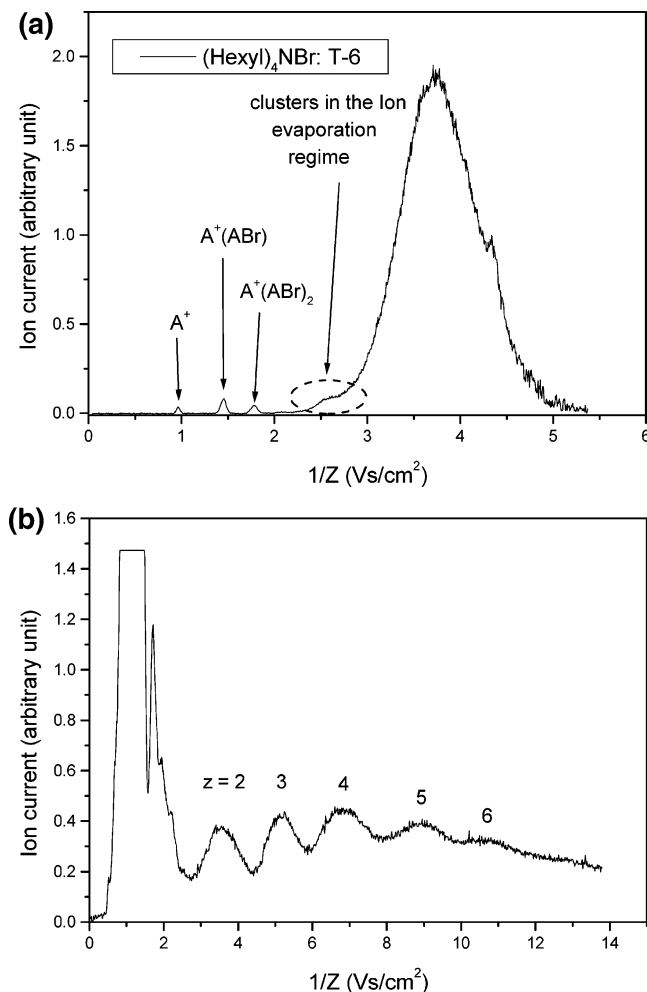 (a)
(Hexyl)4NBr: T-6
clusters in the Ion
evaporation
regime
A+(ABr)
A+(ABr)2
A+
Ion current (arbitrary unit)
2.0
1.5
1.0
0.5
0.0
0 1 2 3 4 5 6
1/Z (Vs/cm2)
(b)
Ion current (arbitrary unit)
1.6
1.4
1.2
1.0
0.8
0.6
0.4
0.2
0.0
z = 2 3 4 5 6
0 2 4 6 8 10 12 14
1/Z (Vs/cm2)